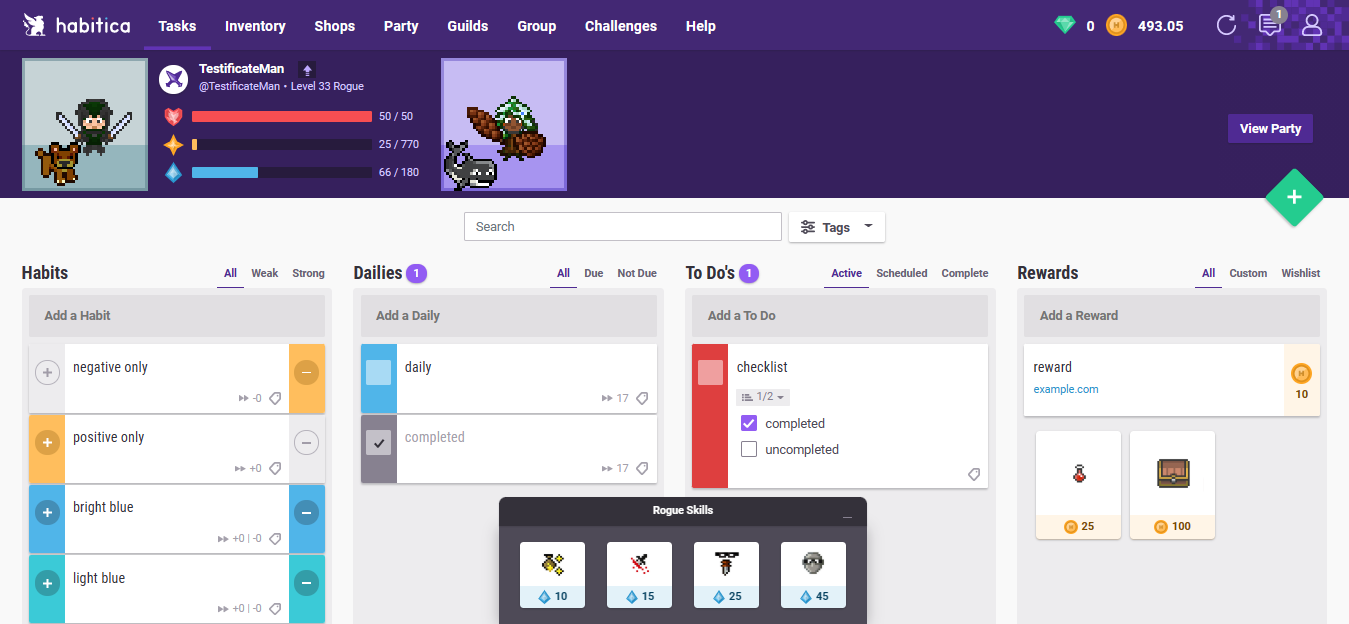 habitica Tasks Inventory Shops Party Guilds Group Challenges Help 0 493.05 1
TestificateMan
@TestificateMan • Level 33 Rogue
50 / 50
25 / 770
66 / 180
View Party
Search Tags
Habits All Weak Strong
Add a Habit
negative only
-0
positive only
+0
bright blue
+0 | -0
light blue
+0 | -0
Dailies 1 All Due Not Due
Add a Daily
daily
17
completed
17
To Do's 1 Active Scheduled Complete
Add a To Do
checklist
1/2
completed
uncompleted
Rewards All Custom Wishlist
Add a Reward
reward
example.com
10
25 100
Rogue Skills
10 15 25 45